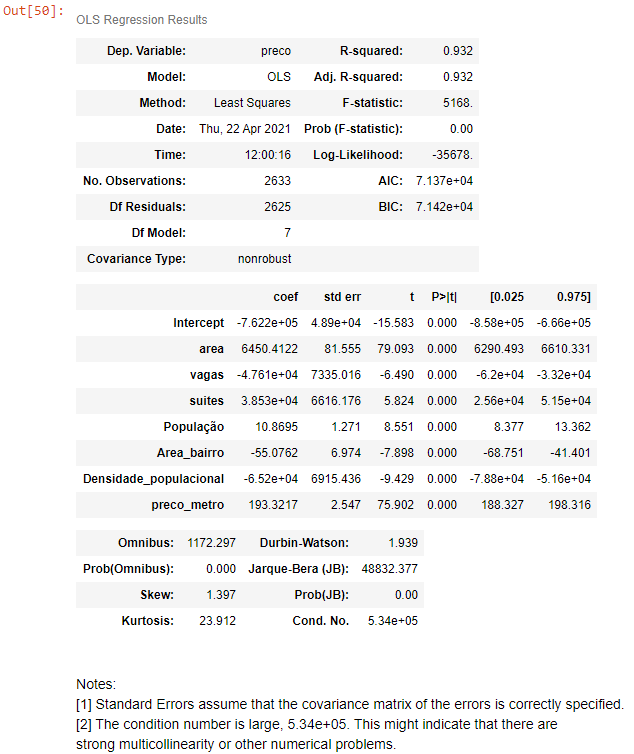 Out[50]:
OLS Regression Results
Dep. Variable: preco R-squared: 0.932
Model: OLS Adj. R-squared: 0.932
Method: Least Squares F-statistic: 5168.
Date: Thu, 22 Apr 2021 Prob (F-statistic): 0.00
Time: 12:00:16 Log-Likelihood: -35678.
No. Observations: 2633 AIC: 7.137e+04
Df Residuals: 2625 BIC: 7.142e+04
Df Model: 7
Covariance Type: nonrobust
coef std err t P>|t| [0.025 0.975]
Intercept -7.622e+05 4.89e+04 -15.583 0.000 -8.58e+05 -6.66e+05
area 6450.4122 81.555 79.093 0.000 6290.493 6610.331
vagas -4.761e+04 7335.016 -6.490 0.000 -6.2e+04 -3.32e+04
suites 3.853e+04 6616.176 5.824 0.000 2.56e+04 5.15e+04
População 10.8695 1.271 8.551 0.000 8.377 13.362
Area_bairro -55.0762 6.974 -7.898 0.000 -68.751 -41.401
Densidade_populacional -6.52e+04 6915.436 -9.429 0.000 -7.88e+04 -5.16e+04
preco_metro 193.3217 2.547 75.902 0.000 188.327 198.316
Omnibus: 1172.297 Durbin-Watson: 1.939
Prob(Omnibus): 0.000 Jarque-Bera (JB): 48832.377
Skew: 1.397 Prob(JB): 0.00
Kurtosis: 23.912 Cond. No. 5.34e+05
Notes:
[1] Standard Errors assume that the covariance matrix of the errors is correctly specified.
[2] The condition number is large, 5.34e+05. This might indicate that there are
strong multicollinearity or other numerical problems.